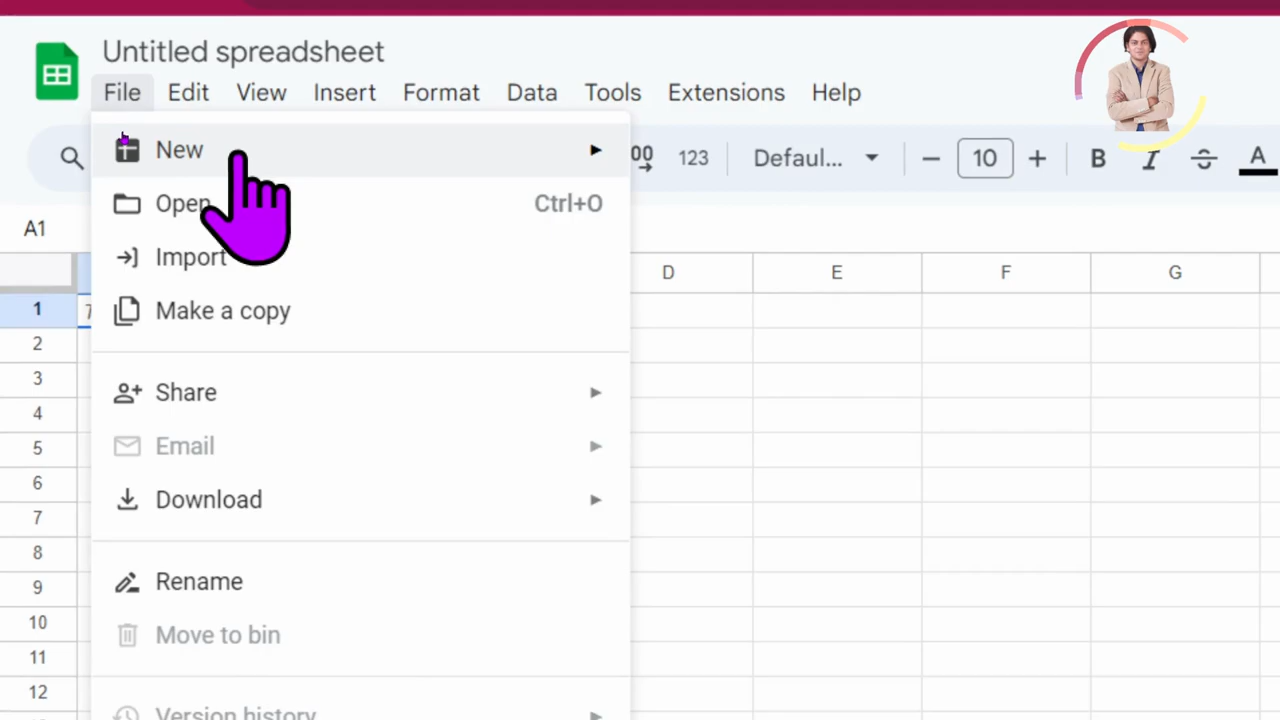 Untitled spreadsheet
File Edit View Insert Format Data Tools Extensions Help
New
00 123 Defaul... 10 B I S A
Open Ctrl+O
A1
Import
D E F G
1
Make a copy
2
3
Share
4
Email
5
6
Download
7
8
Rename
9
10
Move to bin
11
12
Version history